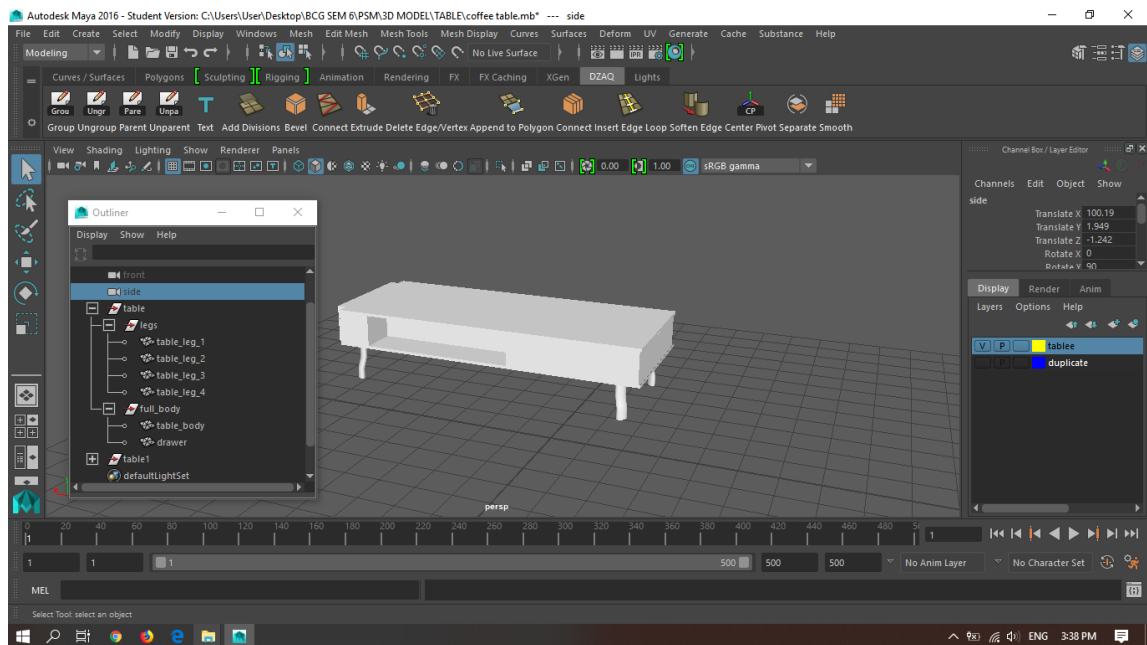 Autodesk Maya 2016 - Student Version: C:\Users\User\Desktop\BCG SEM 6\PSM\3D MODEL\TABLE\coffee table.mb* --- side
File Edit Create Select Modify Display Windows Mesh Edit Mesh Mesh Tools Mesh Display Curves Surfaces Deform UV Generate Cache Substance Help
Modeling No Live Surface IPR
Curves / Surfaces Polygons Sculpting Rigging Animation Rendering FX FX Caching XGen DZAQ Lights
Grou Ungr Pare Unpa T CP
Group Ungroup Parent Unparent Text Add Divisions Bevel Connect Extrude Delete Edge/Vertex Append to Polygon Connect Insert Edge Loop Soften Edge Center Pivot Separate Smooth
View Shading Lighting Show Renderer Panels
0.00 1.00 sRGB gamma
Channel Box / Layer Editor
Channels Edit Object Show
side
Translate X 100.19
Translate Y 1.949
Translate Z -1.242
Rotate X 0
Rotate Y 90
Display Render Anim
Layers Options Help
V P tablee
P duplicate
Outliner
Display Show Help
front
side
table
legs
table_leg_1
table_leg_2
table_leg_3
table_leg_4
full_body
table_body
drawer
table1
defaultLightSet
persp
0 20 40 60 80 100 120 140 160 180 200 220 240 260 280 300 320 340 360 380 400 420 440 460 480
1 1
1 1 1 500 500 500 No Anim Layer No Character Set
MEL
Select Tool: select an object
ENG 3:38 PM